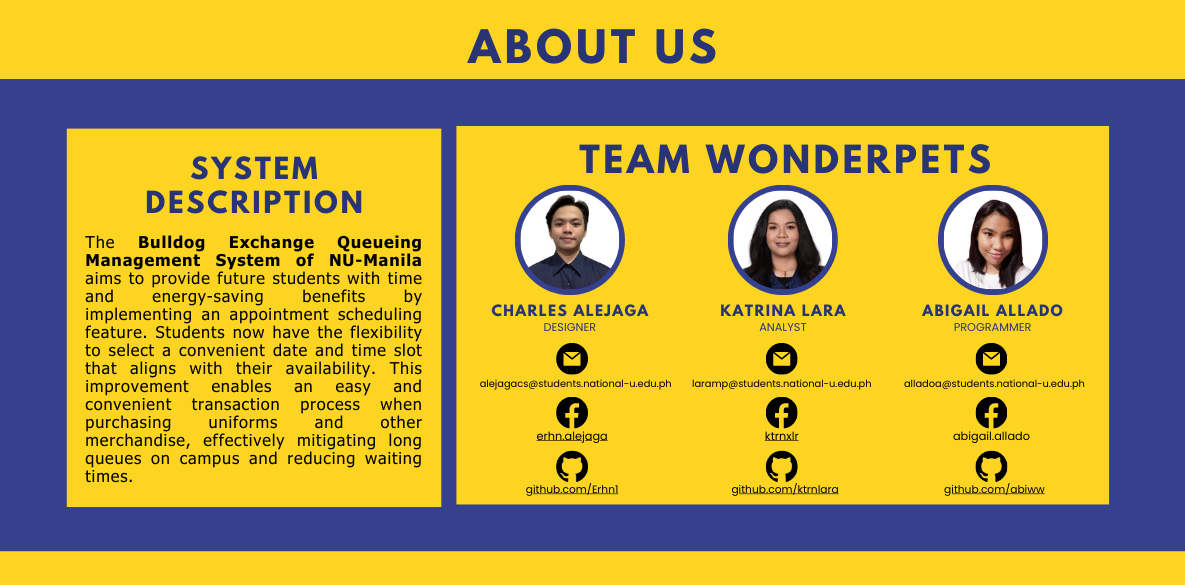 ABOUT US
SYSTEM
DESCRIPTION
The Bulldog Exchange Queueing
Management System of NU-Manila
aims to provide future students with time
and energy-saving benefits by
implementing an appointment scheduling
feature. Students now have the flexibility
to select a convenient date and time slot
that aligns with their availability. This
improvement enables an easy and
convenient transaction process when
purchasing uniforms and other
merchandise, effectively mitigating long
queues on campus and reducing waiting
times.
TEAM WONDERPETS
CHARLES ALEJAGA
DESIGNER
alejagacs@students.national-u.edu.ph
erhn.alejaga
github.com/Erhn1
KATRINA LARA
ANALYST
laramp@students.national-u.edu.ph
ktrnxlr
github.com/ktrnlara
ABIGAIL ALLADO
PROGRAMMER
alladoa@students.national-u.edu.ph
abigail.allado
github.com/abiww